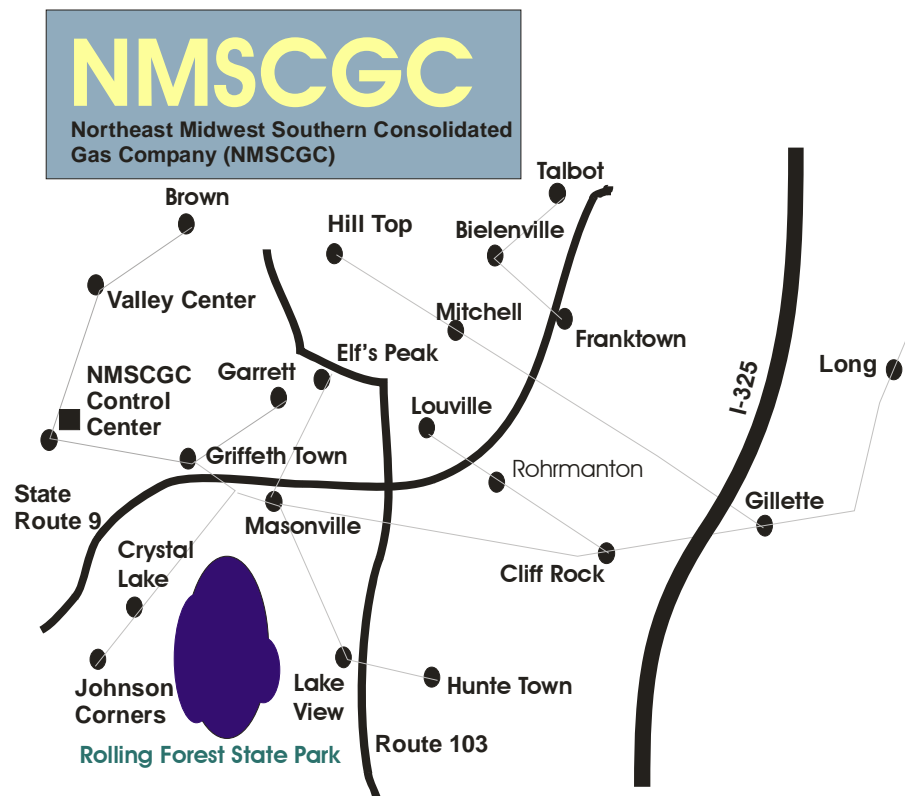 NMSCGC
Northeast Midwest Southern Consolidated
Gas Company (NMSCGC)
Talbot
Brown
Hill Top
Bielenville
Valley Center
Mitchell
Franktown
Elf's Peak
Garrett
Long
NMSCGC
Control
Center
I-325
Louville
Griffeth Town
Rohrmanton
State
Route 9
Gillette
Masonville
Crystal
Lake
Cliff Rock
Johnson
Corners
Lake
View
Hunte Town
Rolling Forest State Park
Route 103